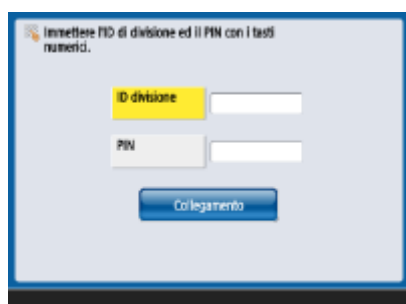 Immettere l'ID di divisione ed il PIN con i tasti
numerici.
ID divisione
PIN
Collegamento